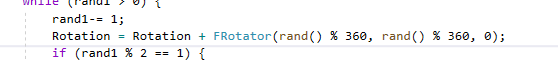 while (rand1 > 0) {
rand1-= 1;
Rotation = Rotation + FRotator(rand() % 360, rand() % 360, 0);
if (rand1 % 2 == 1) {